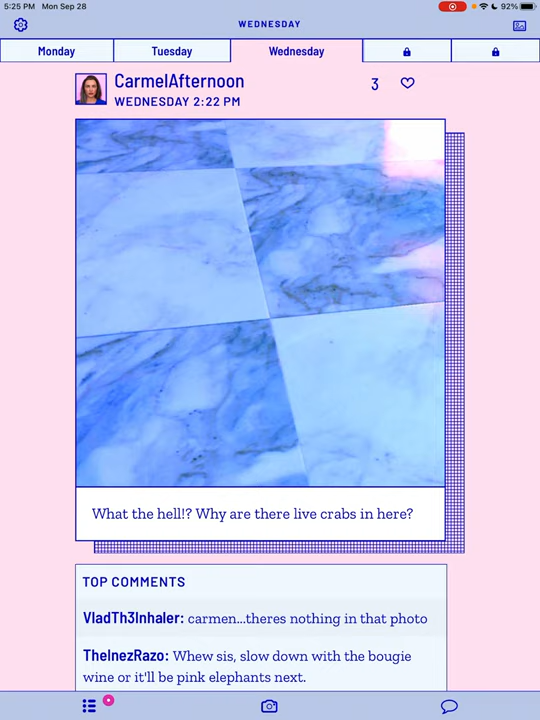 5:25 PM Mon Sep 28
92%
WEDNESDAY
Monday
Tuesday
Wednesday
CarmelAfternoon
3
WEDNESDAY 2:22 PM
What the hell!? Why are there live crabs in here?
TOP COMMENTS
VladTh3Inhaler: carmen...theres nothing in that photo
TheInezRazo: Whew sis, slow down with the bougie
wine or it'll be pink elephants next.